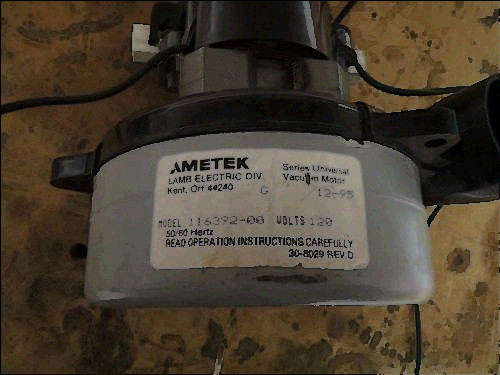 AMETEK
LAMB ELECTRIC DIV.
Kent, OH 44240 G
Series Universal
Vacuum Motor
12-95
MODEL 116392-00 VOLTS 120
50/60 Hertz
READ OPERATION INSTRUCTIONS CAREFULLY
30-8029 REV.D